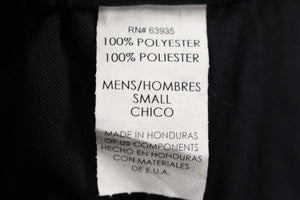 RN# 63935
100% POLYESTER
100% POLIESTER
MENS/HOMBRES
SMALL
CHICO
MADE IN HONDURAS
OF US COMPONENTS
HECHO EN HONDURAS
CON MATERIALES
DE E.U.A.